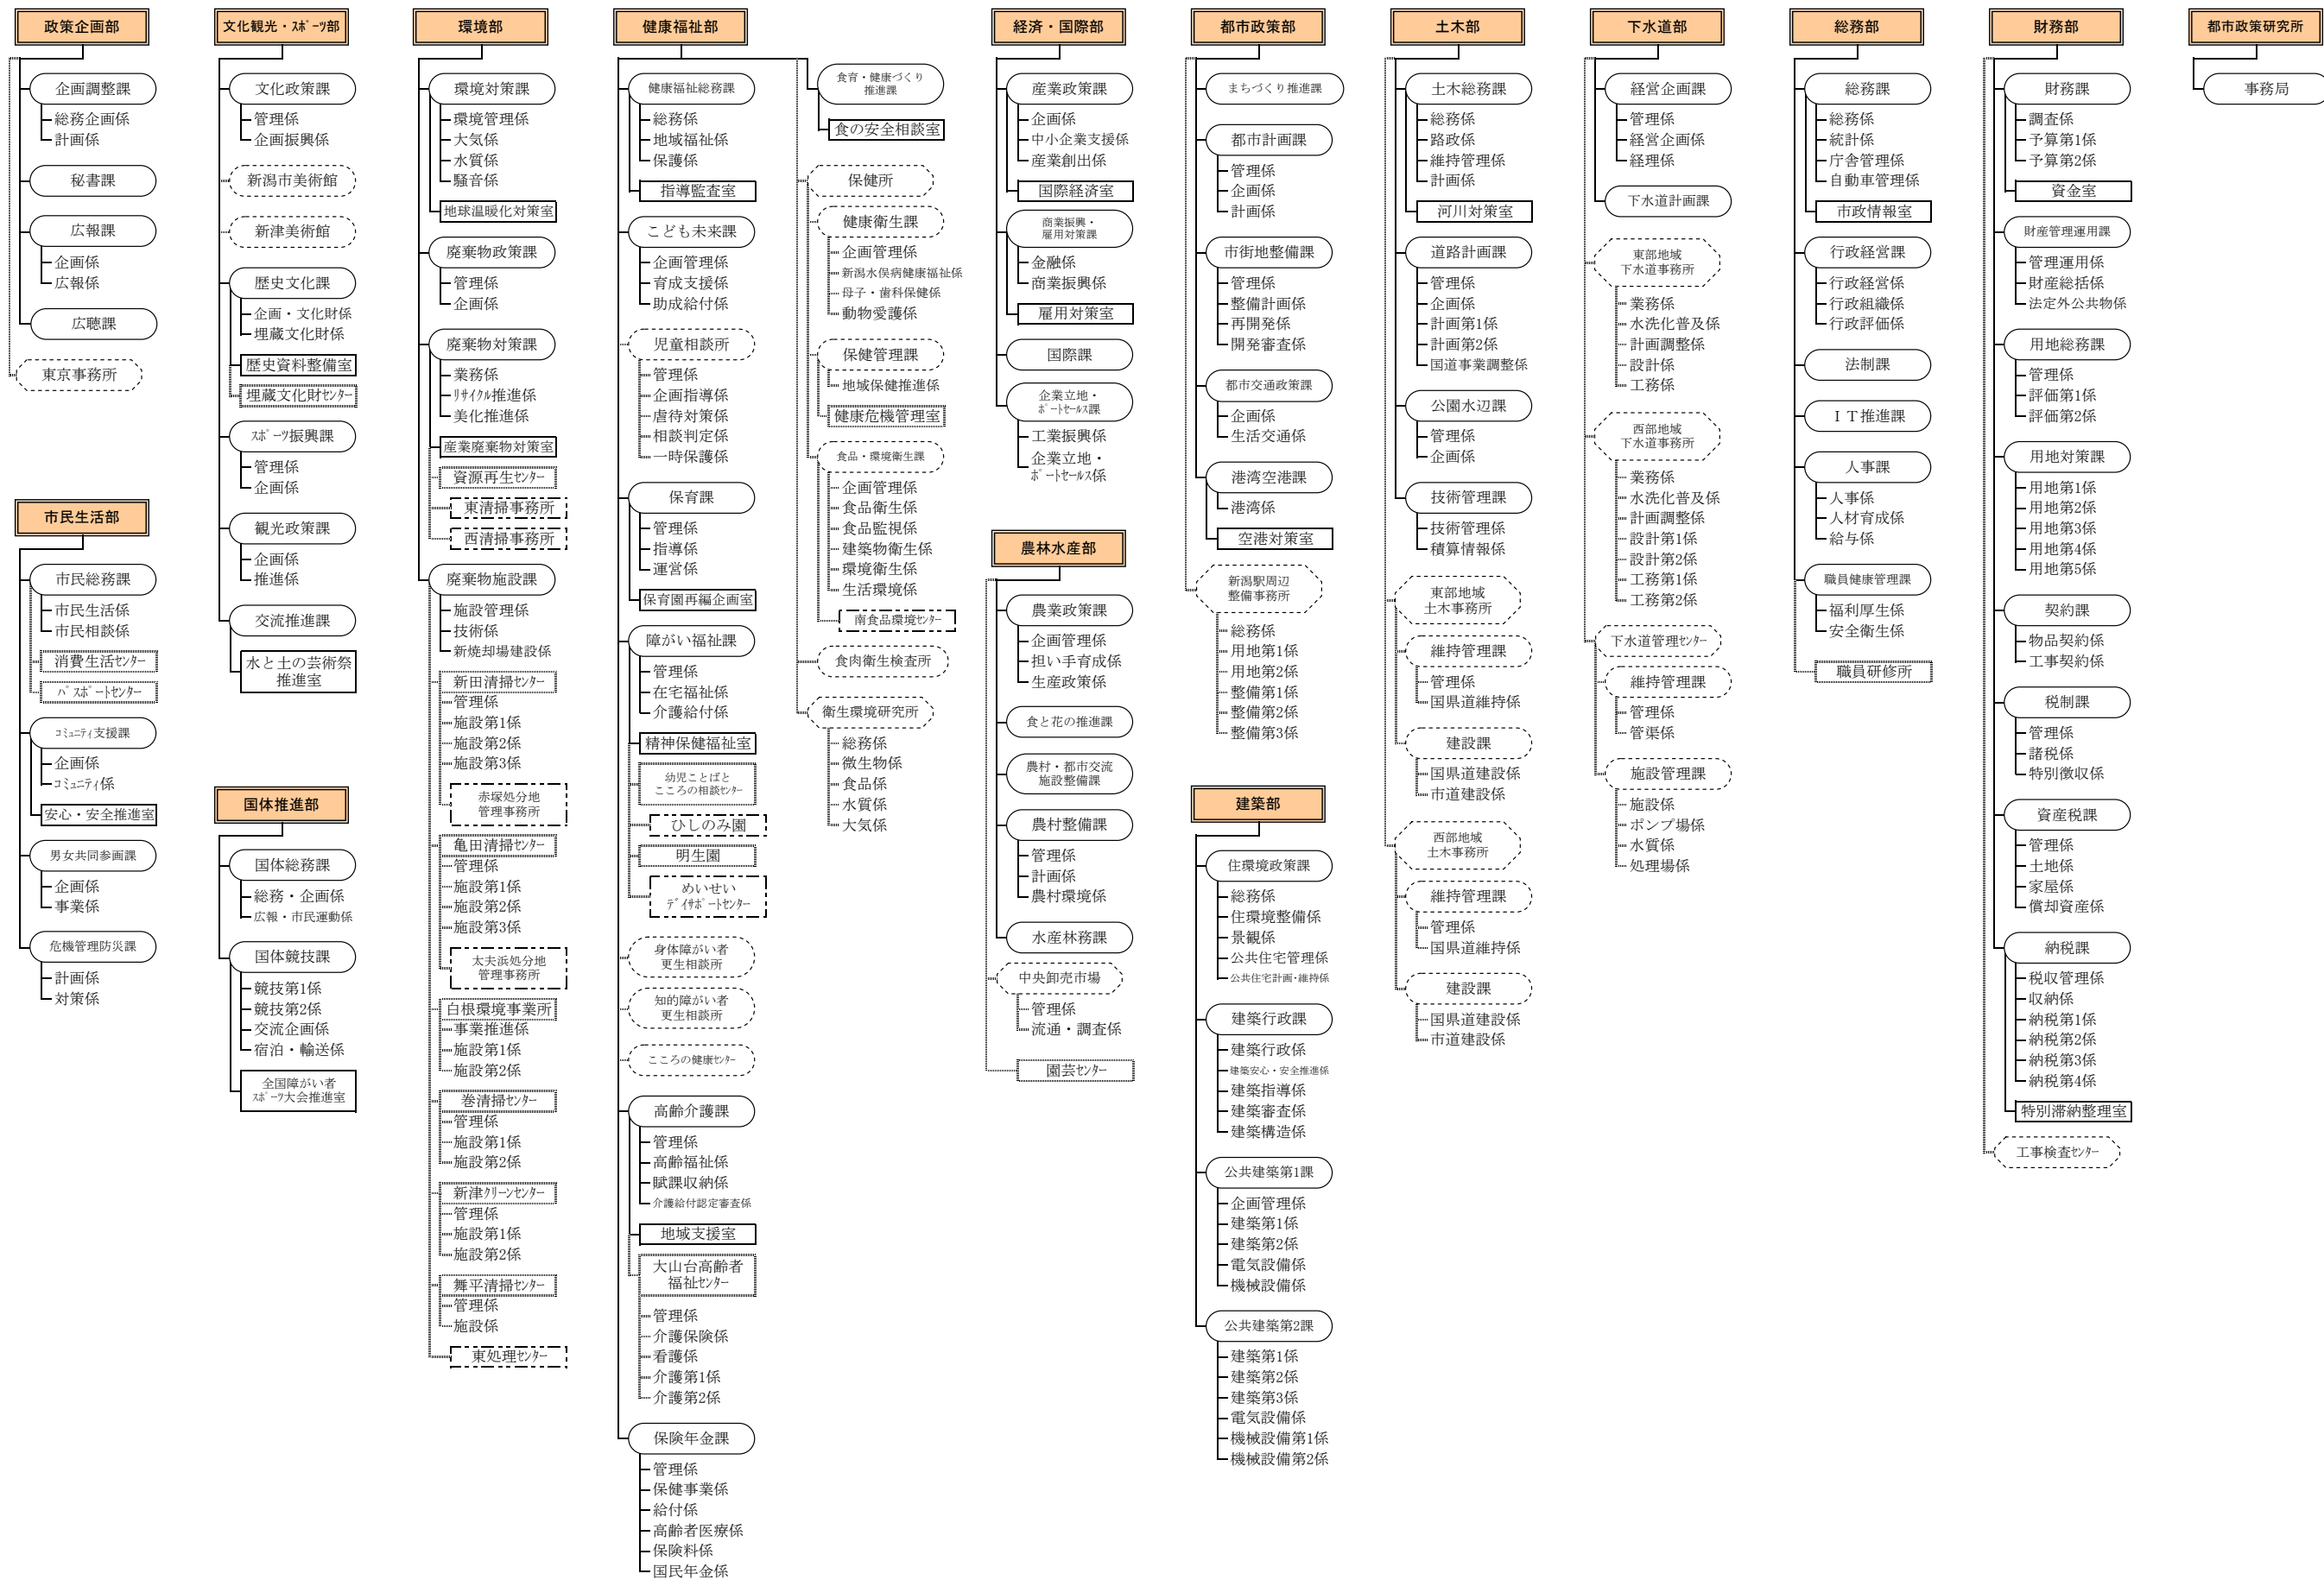 政策企画部
企画調整課
総務企画係
計画係
秘書課
広報課
企画係
広報係
広聴課
東京事務所
市民生活部
市民総務課
市民生活係
市民相談係
消費生活ｾﾝﾀｰ
ﾊﾟｽﾎﾟｰﾄｾﾝﾀｰ
ｺﾐｭﾆﾃｨ支援課
企画係
ｺﾐｭﾆﾃｨ係
安心・安全推進室
男女共同参画課
企画係
事業係
危機管理防災課
計画係
対策係
文化観光・ｽﾎﾟｰﾂ部
文化政策課
管理係
企画振興係
新潟市美術館
新津美術館
歴史文化課
企画・文化財係
埋蔵文化財係
歴史資料整備室
埋蔵文化財ｾﾝﾀｰ
ｽﾎﾟｰﾂ振興課
管理係
企画係
観光政策課
企画係
推進係
交流推進課
水と土の芸術祭
推進室
国体推進部
国体総務課
総務・企画係
広報・市民運動係
国体競技課
競技第1係
競技第2係
交流企画係
宿泊・輸送係
全国障がい者
ｽﾎﾟｰﾂ大会推進室
環境部
環境対策課
環境管理係
大気係
水質係
騒音係
地球温暖化対策室
廃棄物政策課
管理係
企画係
廃棄物対策課
業務係
ﾘｻｲｸﾙ推進係
美化推進係
産業廃棄物対策室
資源再生ｾﾝﾀｰ
東清掃事務所
西清掃事務所
廃棄物施設課
施設管理係
技術係
新焼却場建設係
新田清掃ｾﾝﾀｰ
管理係
施設第1係
施設第2係
施設第3係
赤塚処分地
管理事務所
亀田清掃ｾﾝﾀｰ
管理係
施設第1係
施設第2係
施設第3係
太夫浜処分地
管理事務所
白根環境事業所
事業推進係
施設第1係
施設第2係
巻清掃ｾﾝﾀｰ
管理係
施設第1係
施設第2係
新津ｸﾘｰﾝｾﾝﾀｰ
管理係
施設第1係
施設第2係
舞平清掃ｾﾝﾀｰ
管理係
施設係
東処理ｾﾝﾀｰ
健康福祉部
健康福祉総務課
総務係
地域福祉係
保護係
指導監査室
こども未来課
企画管理係
育成支援係
助成給付係
児童相談所
管理係
企画指導係
虐待対策係
相談判定係
一時保護係
保育課
管理係
指導係
運営係
保育園再編企画室
障がい福祉課
管理係
在宅福祉係
介護給付係
精神保健福祉室
幼児ことばと
こころの相談ｾﾝﾀｰ
ひしのみ園
明生園
めいせい
ﾃﾞｲｻﾎﾟｰﾄｾﾝﾀｰ
身体障がい者
更生相談所
知的障がい者
更生相談所
こころの健康ｾﾝﾀｰ
高齢介護課
管理係
高齢福祉係
賦課収納係
介護給付認定審査係
地域支援室
大山台高齢者
福祉ｾﾝﾀｰ
管理係
介護保険係
看護係
介護第1係
介護第2係
保険年金課
管理係
保健事業係
給付係
高齢者医療係
保険料係
国民年金係
食育・健康づくり
推進課
食の安全相談室
保健所
健康衛生課
企画管理係
新潟水俣病健康福祉係
母子・歯科保健係
動物愛護係
保健管理課
地域保健推進係
健康危機管理室
食品・環境衛生課
企画管理係
食品衛生係
食品監視係
建築物衛生係
環境衛生係
生活環境係
南食品環境ｾﾝﾀｰ
食肉衛生検査所
衛生環境研究所
総務係
微生物係
食品係
水質係
大気係
経済・国際部
産業政策課
企画係
中小企業支援係
産業創出係
国際経済室
商業振興・
雇用対策課
金融係
商業振興係
雇用対策室
国際課
企業立地・
ﾎﾟｰﾄｾｰﾙｽ課
工業振興係
企業立地・
ﾎﾟｰﾄｾｰﾙｽ係
農林水産部
農業政策課
企画管理係
担い手育成係
生産政策係
食と花の推進課
農村・都市交流
施設整備課
農村整備課
管理係
計画係
農村環境係
水産林務課
中央卸売市場
管理係
流通・調査係
園芸ｾﾝﾀｰ
都市政策部
まちづくり推進課
都市計画課
管理係
企画係
計画係
市街地整備課
管理係
整備計画係
再開発係
開発審査係
都市交通政策課
企画係
生活交通係
港湾空港課
港湾係
空港対策室
新潟駅周辺
整備事務所
総務係
用地第1係
用地第2係
整備第1係
整備第2係
整備第3係
建築部
住環境政策課
総務係
住環境整備係
景観係
公共住宅管理係
公共住宅計画・維持係
建築行政課
建築行政係
建築安心・安全推進係
建築指導係
建築審査係
建築構造係
公共建築第1課
企画管理係
建築第1係
建築第2係
電気設備係
機械設備係
公共建築第2課
建築第1係
建築第2係
建築第3係
電気設備係
機械設備第1係
機械設備第2係
土木部
土木総務課
総務係
路政係
維持管理係
計画係
河川対策室
道路計画課
管理係
企画係
計画第1係
計画第2係
国道事業調整係
公園水辺課
管理係
企画係
技術管理課
技術管理係
積算情報係
東部地域
土木事務所
維持管理課
管理係
国県道維持係
建設課
国県道建設係
市道建設係
西部地域
土木事務所
維持管理課
管理係
国県道維持係
建設課
国県道建設係
市道建設係
下水道部
経営企画課
管理係
経営企画係
経理係
下水道計画課
東部地域
下水道事務所
業務係
水洗化普及係
計画調整係
設計係
工務係
西部地域
下水道事務所
業務係
水洗化普及係
計画調整係
設計第1係
設計第2係
工務第1係
工務第2係
下水道管理ｾﾝﾀｰ
維持管理課
管理係
管渠係
施設管理課
施設係
ポンプ場係
水質係
処理場係
総務部
総務課
総務係
統計係
庁舎管理係
自動車管理係
市政情報室
行政経営課
行政経営係
行政組織係
行政評価係
法制課
ＩＴ推進課
人事課
人事係
人材育成係
給与係
職員健康管理課
福利厚生係
安全衛生係
職員研修所
財務部
財務課
調査係
予算第1係
予算第2係
資金室
財産管理運用課
管理運用係
財産総括係
法定外公共物係
用地総務課
管理係
評価第1係
評価第2係
用地対策課
用地第1係
用地第2係
用地第3係
用地第4係
用地第5係
契約課
物品契約係
工事契約係
税制課
管理係
諸税係
特別徴収係
資産税課
管理係
土地係
家屋係
償却資産係
納税課
税収管理係
収納係
納税第1係
納税第2係
納税第3係
納税第4係
特別滞納整理室
工事検査ｾﾝﾀｰ
都市政策研究所
事務局